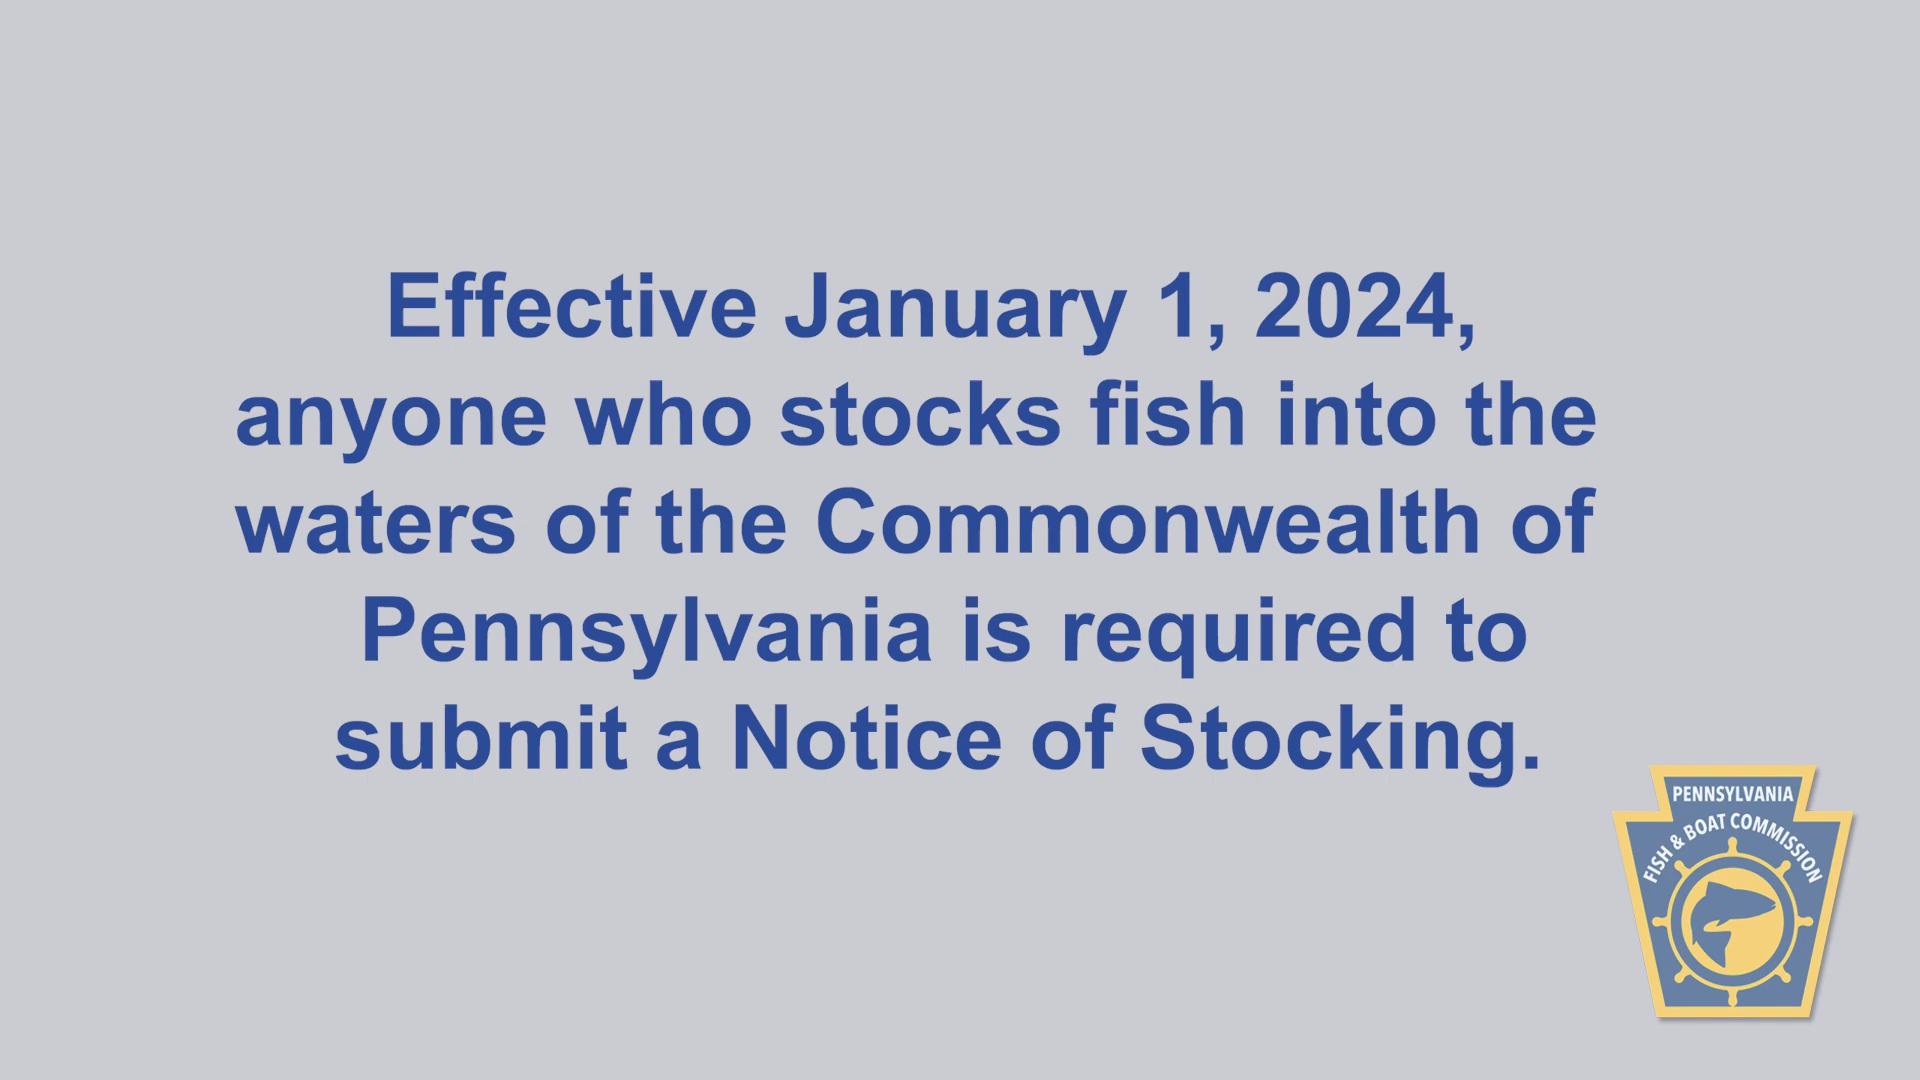 Effective January 1, 2024,
anyone who stocks fish into the
waters of the Commonwealth of
Pennsylvania is required to
submit a Notice of Stocking.
PENNSYLVANIA
FISH & BOAT COMMISSION